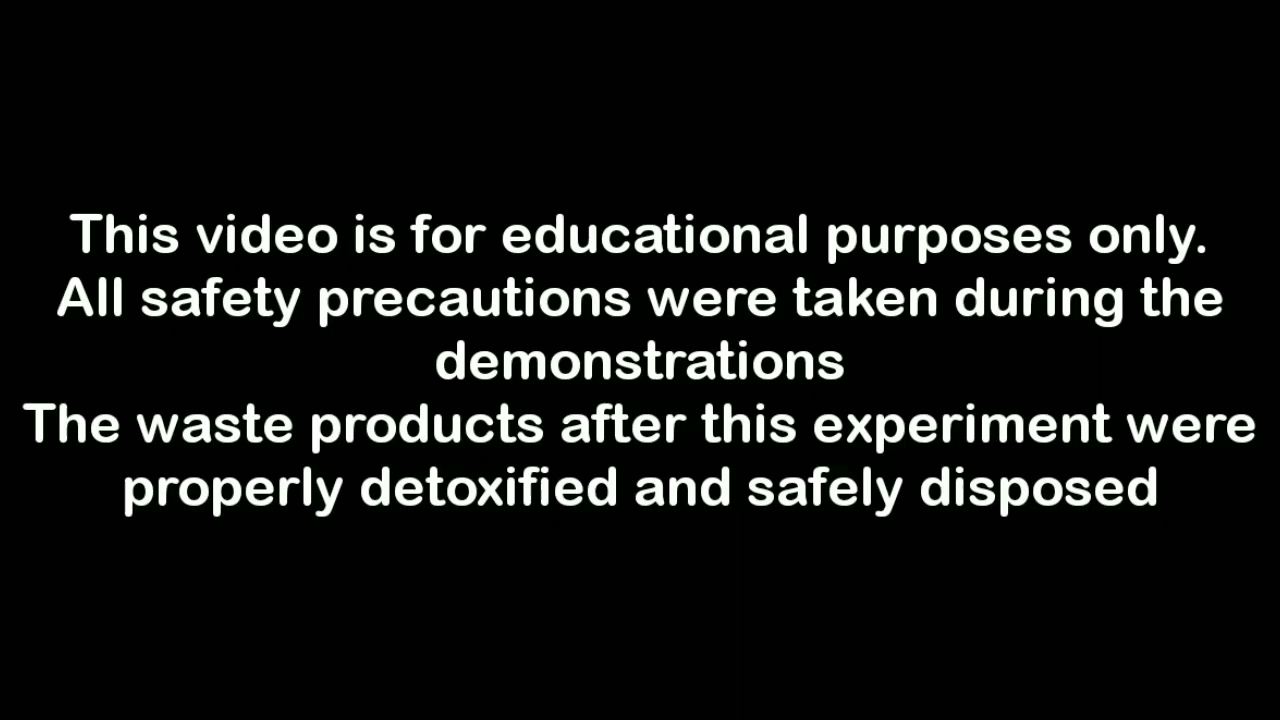 This video is for educational purposes only.
All safety precautions were taken during the
demonstrations
The waste products after this experiment were
properly detoxified and safely disposed